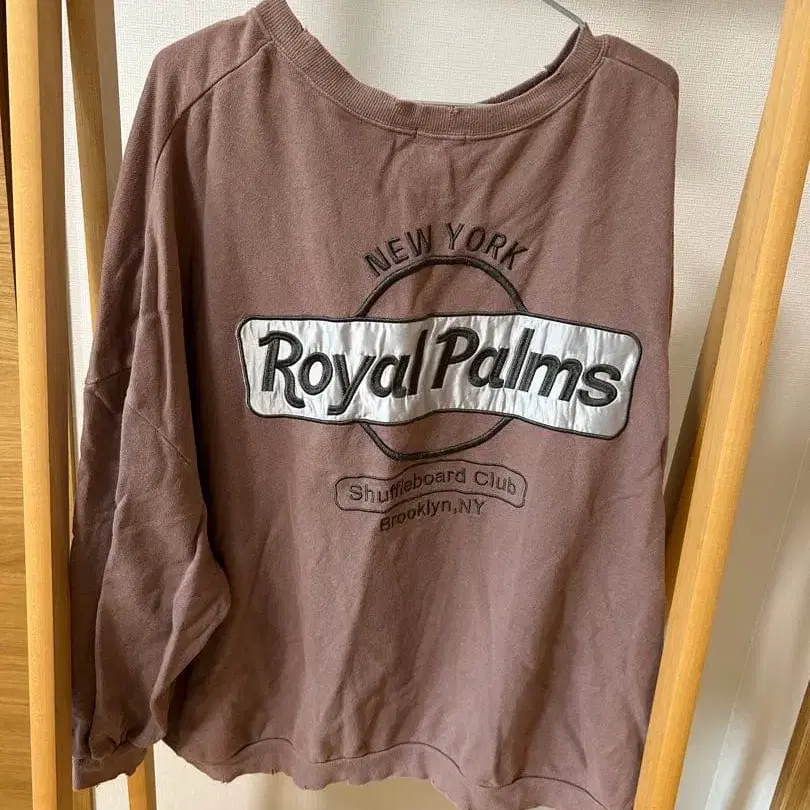 NEW YORK
Royal Palms
Shuffleboard Club
Brooklyn,NY